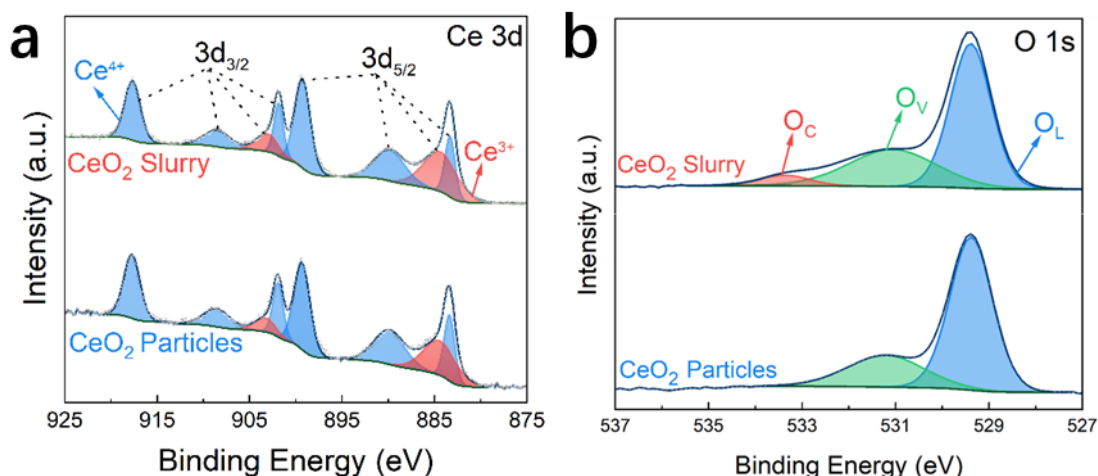 a
Ce 3d
3d3/2
3d5/2
Ce4+
CeO2 Slurry
Ce3+
CeO2 Particles
Intensity (a.u.)
925 915 905 895 885 875
Binding Energy (eV)
b
O 1s
OC
OV
OL
CeO2 Slurry
CeO2 Particles
Intensity (a.u.)
537 535 533 531 529 527
Binding Energy (eV)